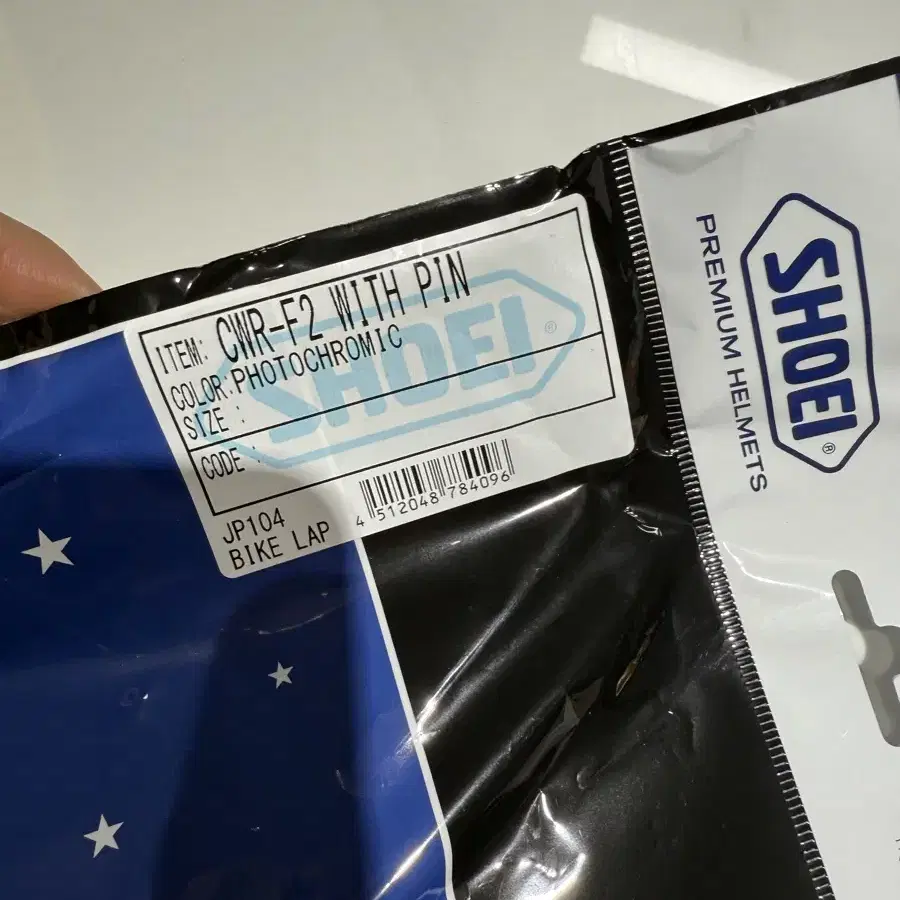 ITEM: CWR-F2 WITH PIN
COLOR:PHOTOCHROMIC
SIZE :
CODE :
SHOEI®
4 512048 784096
JP104
BIKE LAP
SHOEI®
PREMIUM HELMETS